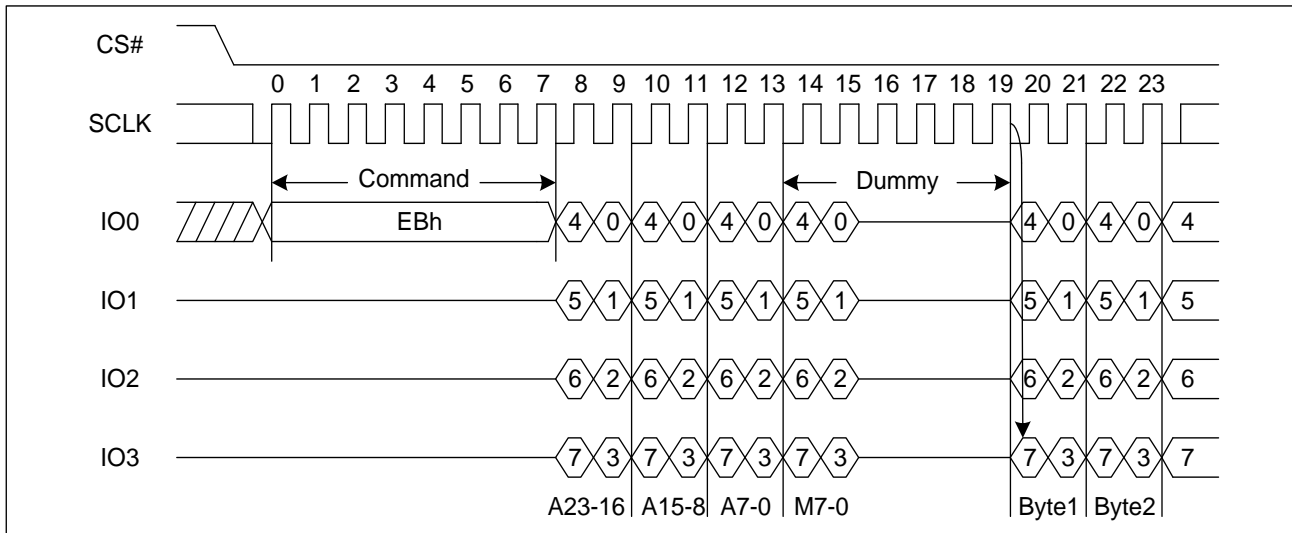 CS#
0 1 2 3 4 5 6 7 8 9 10 11 12 13 14 15 16 17 18 19 20 21 22 23
SCLK
Command Dummy
IO0 EBh 4 0 4 0 4 0 4 0 4 0 4 0 4
IO1 5 1 5 1 5 1 5 1 5 1 5 1 5
IO2 6 2 6 2 6 2 6 2 6 2 6 2 6
IO3 7 3 7 3 7 3 7 3 7 3 7 3 7
A23-16 A15-8 A7-0 M7-0 Byte1 Byte2